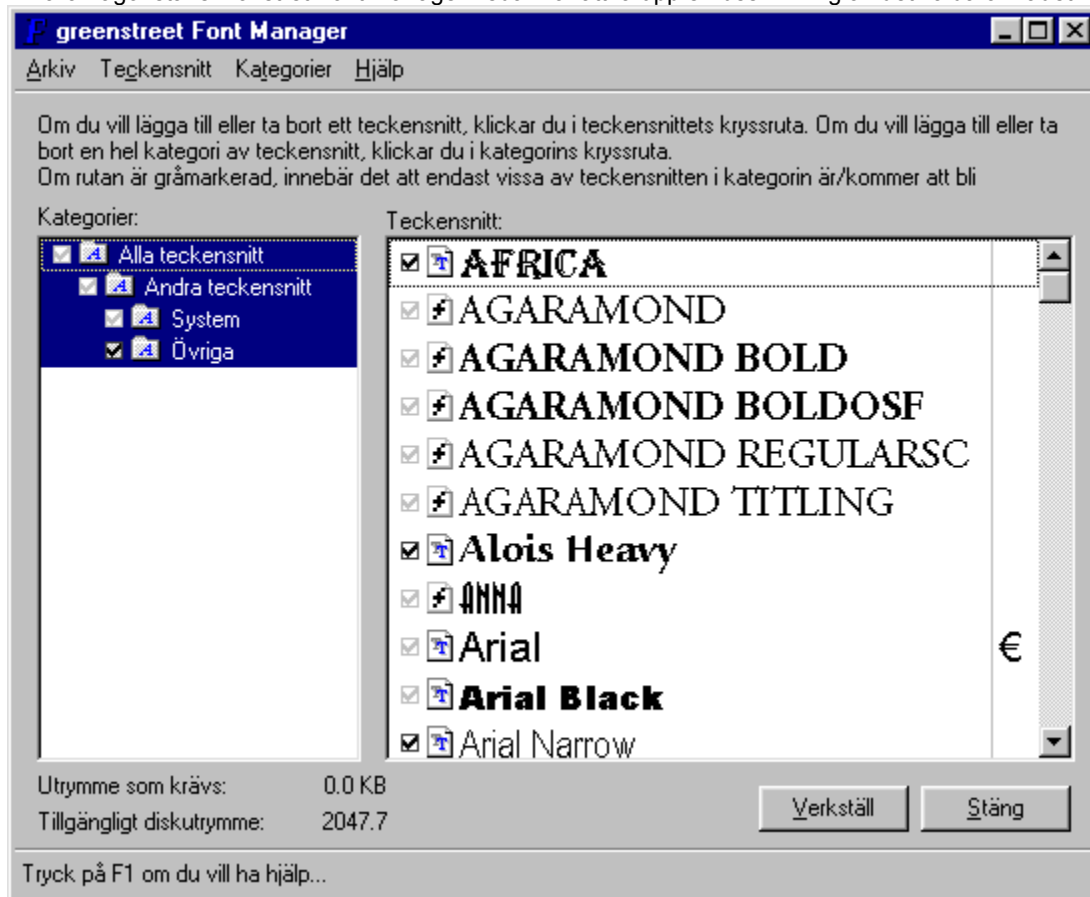 greenstreet Font Manager
Arkiv Teckensnitt Kategorier Hjälp
Om du vill lägga till eller ta bort ett teckensnitt, klickar du i teckensnittets kryssruta. Om du vill lägga till eller ta
bort en hel kategori av teckensnitt, klickar du i kategorins kryssruta.
Om rutan är gråmarkerad, innebär det att endast vissa av teckensnitten i kategorin är/kommer att bli
Kategorier:
Alla teckensnitt
Andra teckensnitt
System
Övriga
Teckensnitt:
AFRICA
AGARAMOND
AGARAMOND BOLD
AGARAMOND BOLDOSF
AGARAMOND REGULARSC
AGARAMOND TITLING
Alois Heavy
ANNA
Arial €
Arial Black
Arial Narrow
Utrymme som krävs: 0.0 KB
Tillgängligt diskutrymme: 2047.7
Verkställ Stäng
Tryck på F1 om du vill ha hjälp...